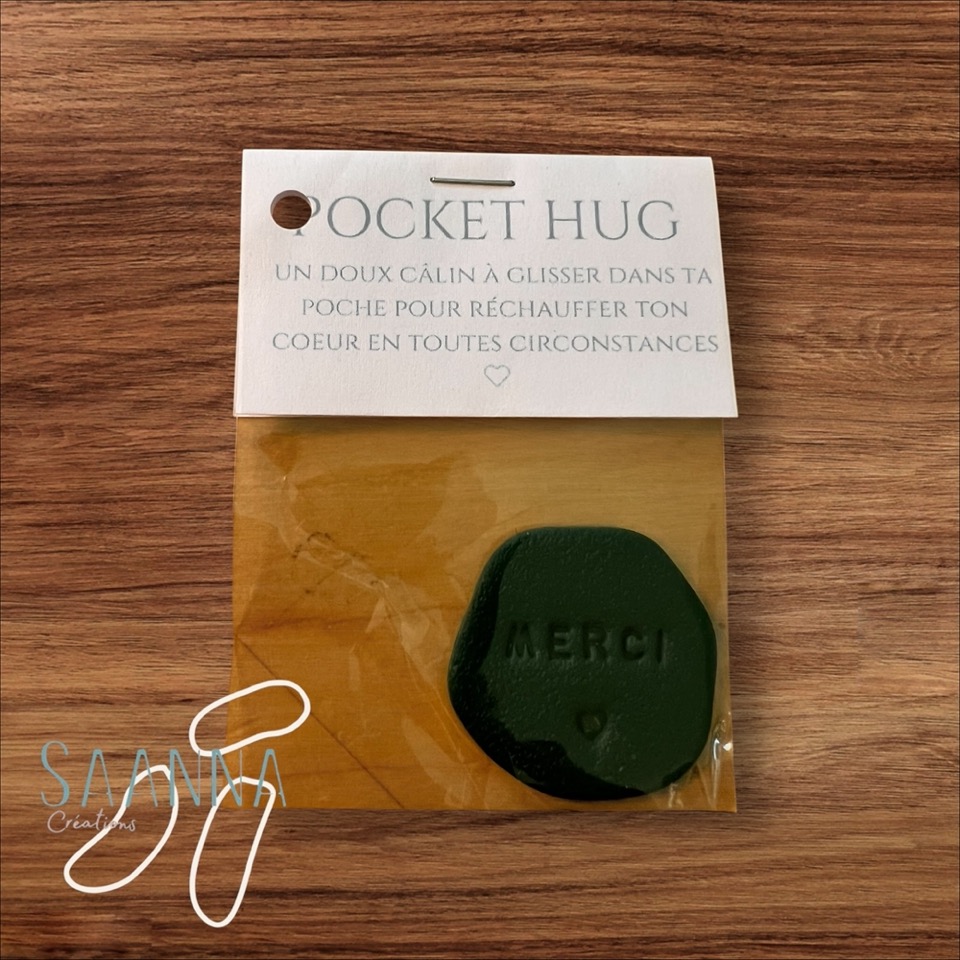 POCKET HUG
UN DOUX CÂLIN À GLISSER DANS TA
POCHE POUR RÉCHAUFFER TON
COEUR EN TOUTES CIRCONSTANCES
MERCI
SAANNA
Créations